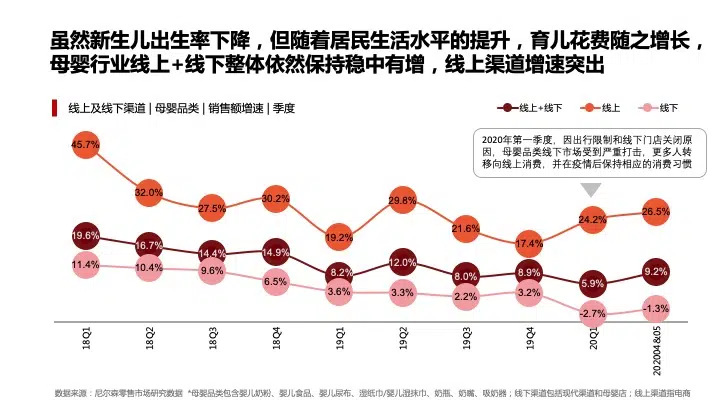 虽然新生儿出生率下降，但随着居民生活水平的提升，育儿花费随之增长，
母婴行业线上+线下整体依然保持稳中有增，线上渠道增速突出
线上及线下渠道 | 母婴品类 | 销售额增速 | 季度
线上+线下 线上 线下
2020年第一季度，因出行限制和线下门店关闭原
因，母婴品类线下市场受到严重打击，更多人转
移向线上消费，并在疫情后保持相应的消费习惯
45.7% 32.0% 27.5% 30.2% 19.2% 29.8% 21.6% 17.4% 24.2% 26.5%
19.6% 16.7% 14.4% 14.9% 8.2% 12.0% 8.0% 8.9% 5.9% 9.2%
11.4% 10.4% 9.6% 6.5% 3.6% 3.3% 2.2% 3.2% -2.7% -1.3%
18Q1 18Q2 18Q3 18Q4 19Q1 19Q2 19Q3 19Q4 20Q1 202004&05
数据来源：尼尔森零售市场研究数据 *母婴品类包含婴儿奶粉、婴儿食品、婴儿尿布、湿纸巾/婴儿湿抹巾、奶瓶、奶嘴、吸奶器；线下渠道包括现代渠道和母婴店；线上渠道指电商